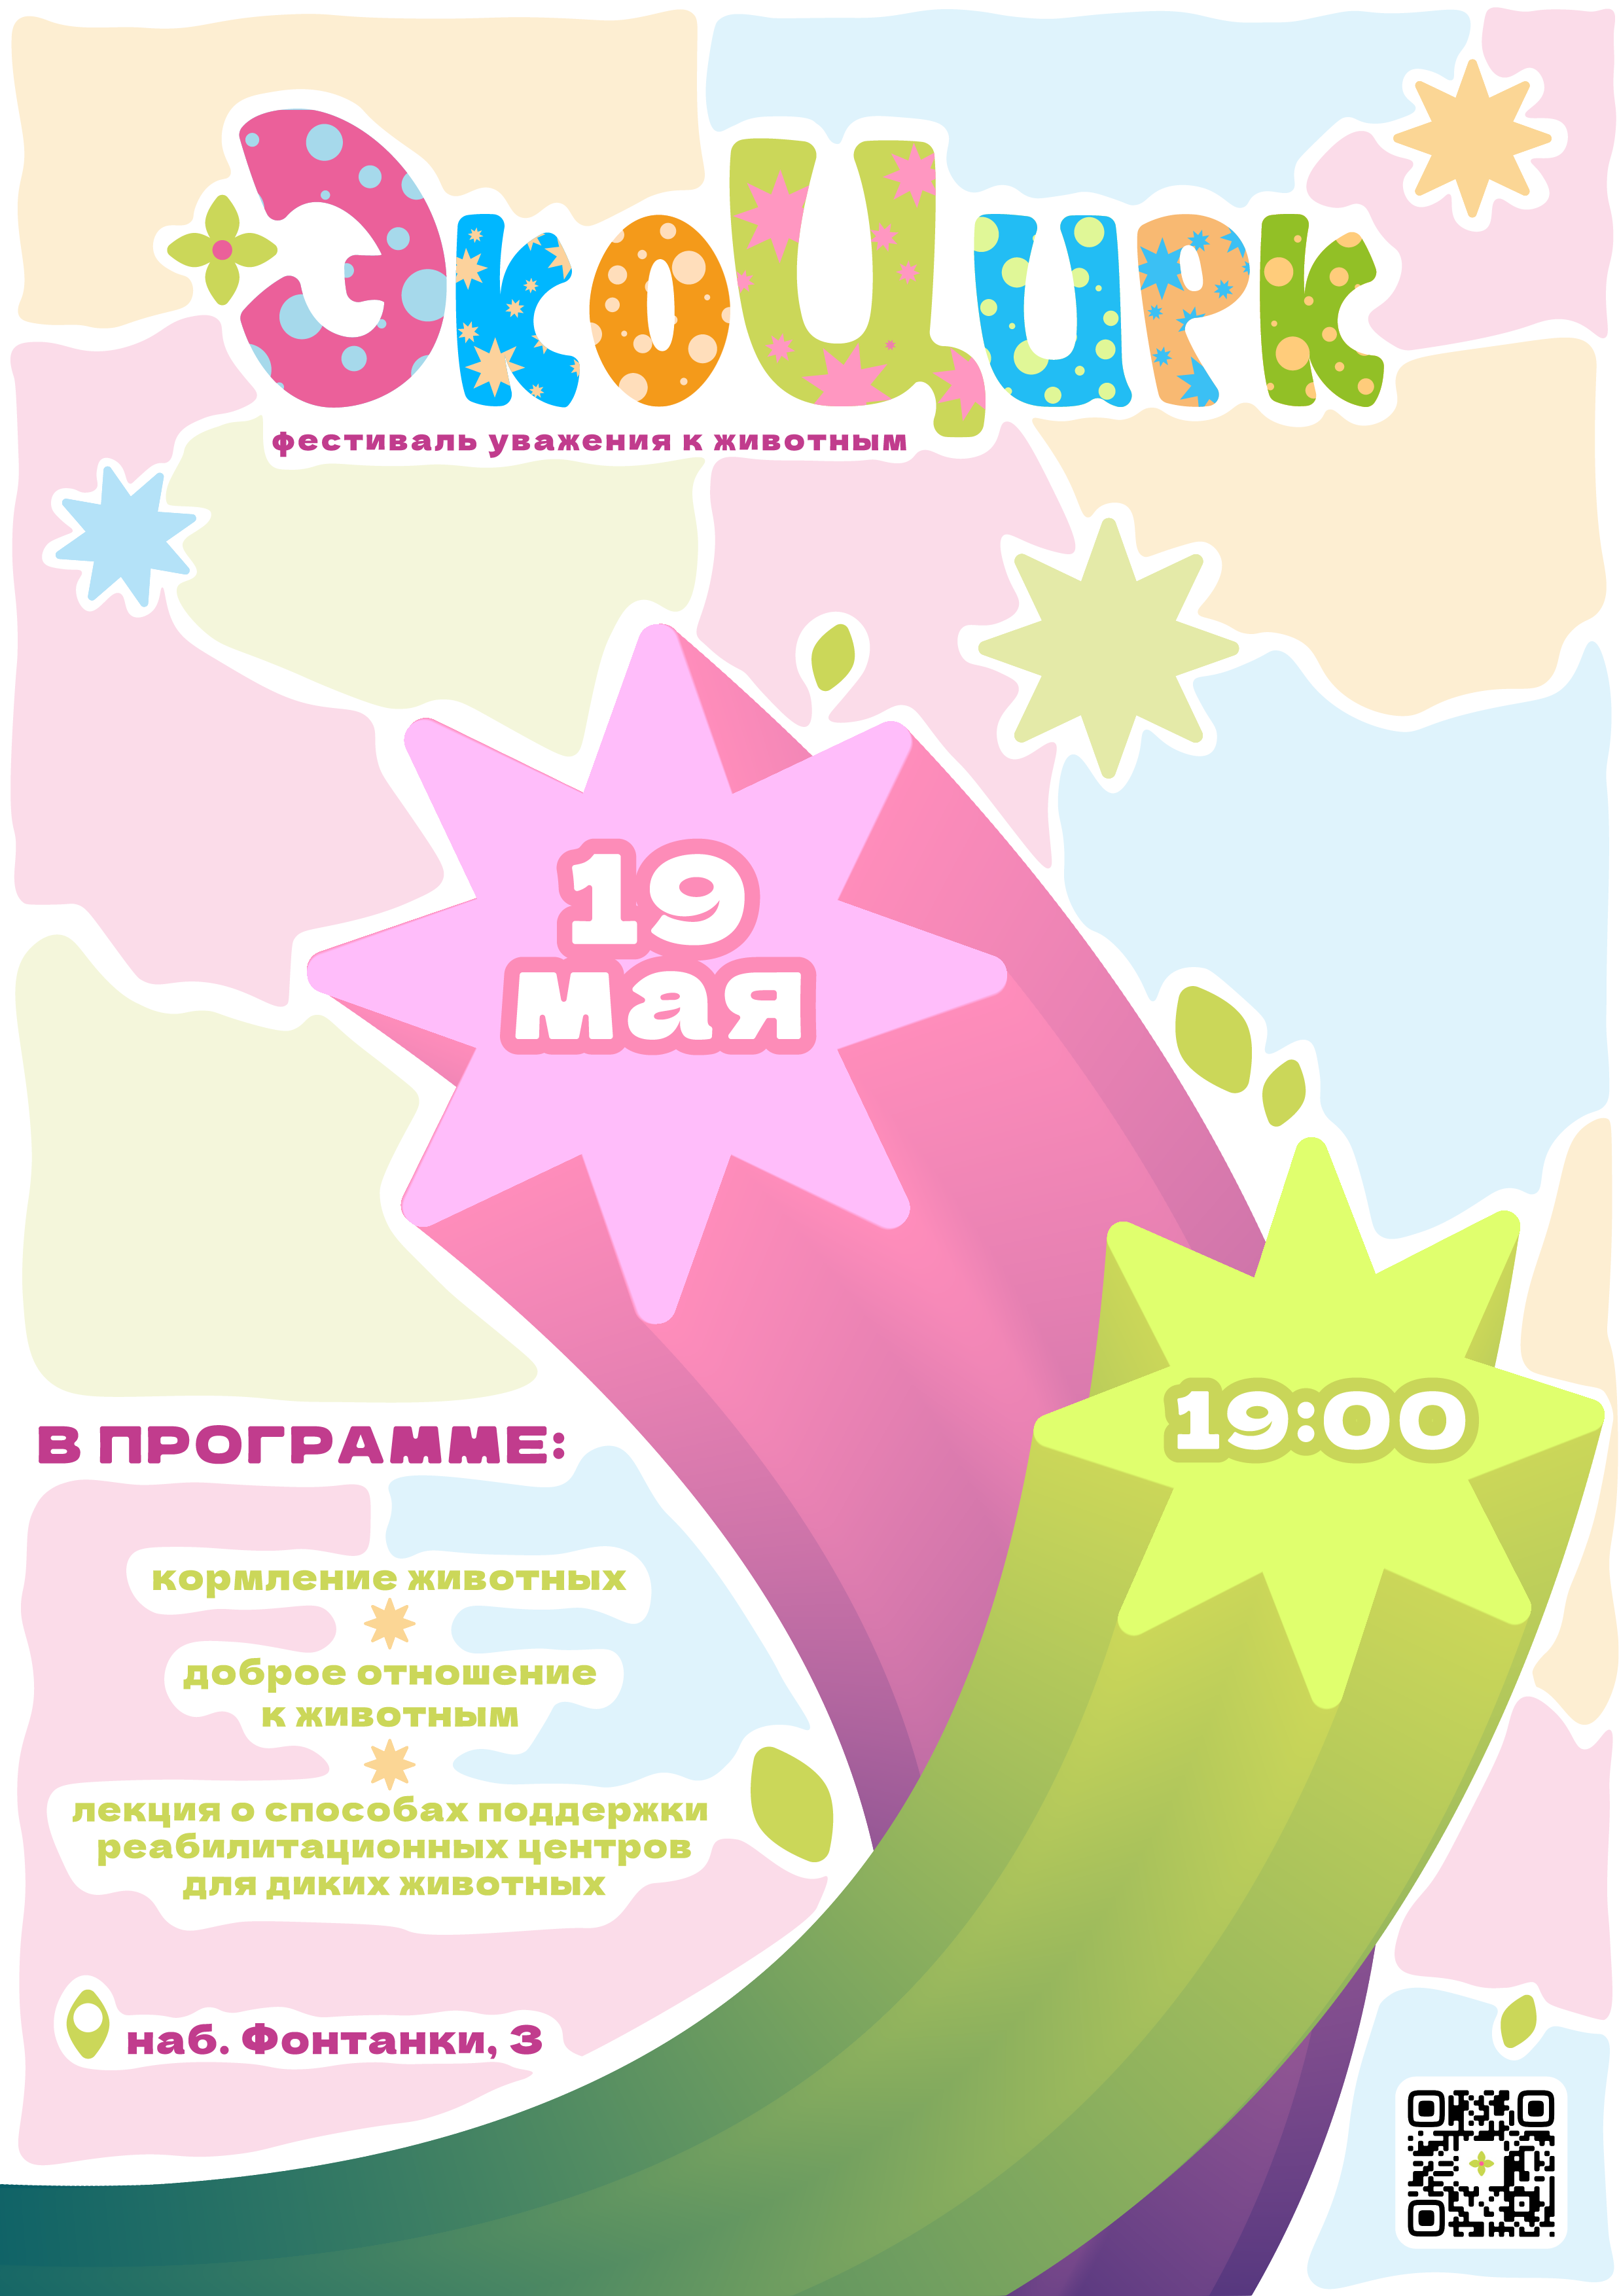 ЭкоЦирк
фестиваль уважения к животным
19
мая
19:00
В ПРОГРАММЕ:
кормление животных
доброе отношение
к животным
лекция о способах поддержки
реабилитационных центров
для диких животных
наб. Фонтанки, 3